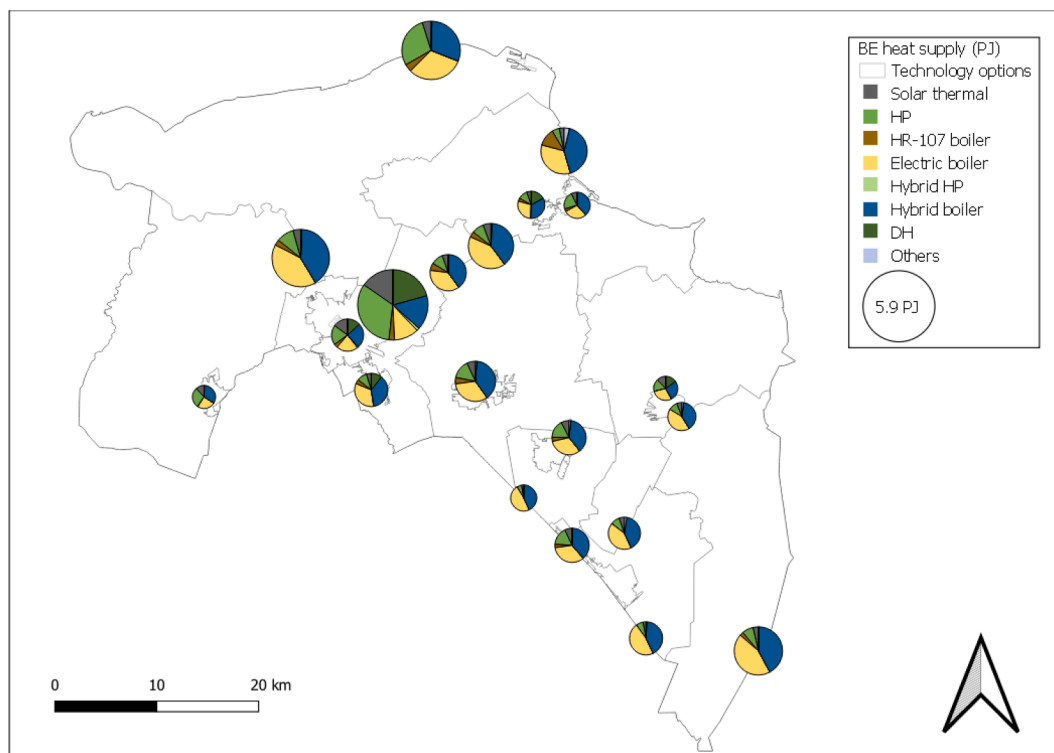 BE heat supply (PJ)
Technology options
Solar thermal
HP
HR-107 boiler
Electric boiler
Hybrid HP
Hybrid boiler
DH
Others
5.9 PJ
0 10 20 km